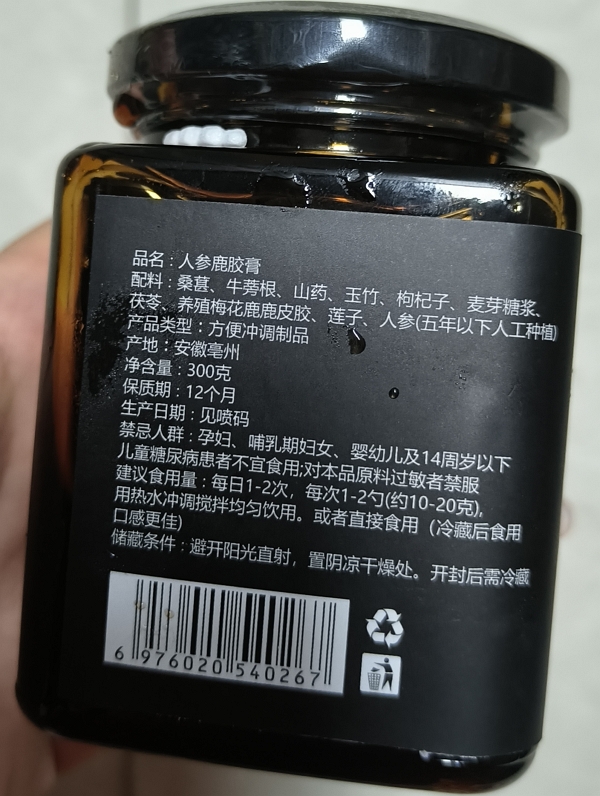 品名：人参鹿胶膏
配料：桑葚、牛蒡根、山药、玉竹、枸杞子、麦芽糖浆、
茯苓、养殖梅花鹿鹿皮胶、莲子、人参(五年以下人工种植)
产品类型：方便冲调制品
产地：安徽亳州
净含量：300克
保质期：12个月
生产日期：见喷码
禁忌人群：孕妇、哺乳期妇女、婴幼儿及14周岁以下
儿童糖尿病患者不宜食用;对本品原料过敏者禁服
建议食用量：每日1-2次，每次1-2勺(约10-20克),
用热水冲调搅拌均匀饮用。或者直接食用（冷藏后食用
口感更佳）
储藏条件：避开阳光直射，置阴凉干燥处。开封后需冷藏
6 976020 540267